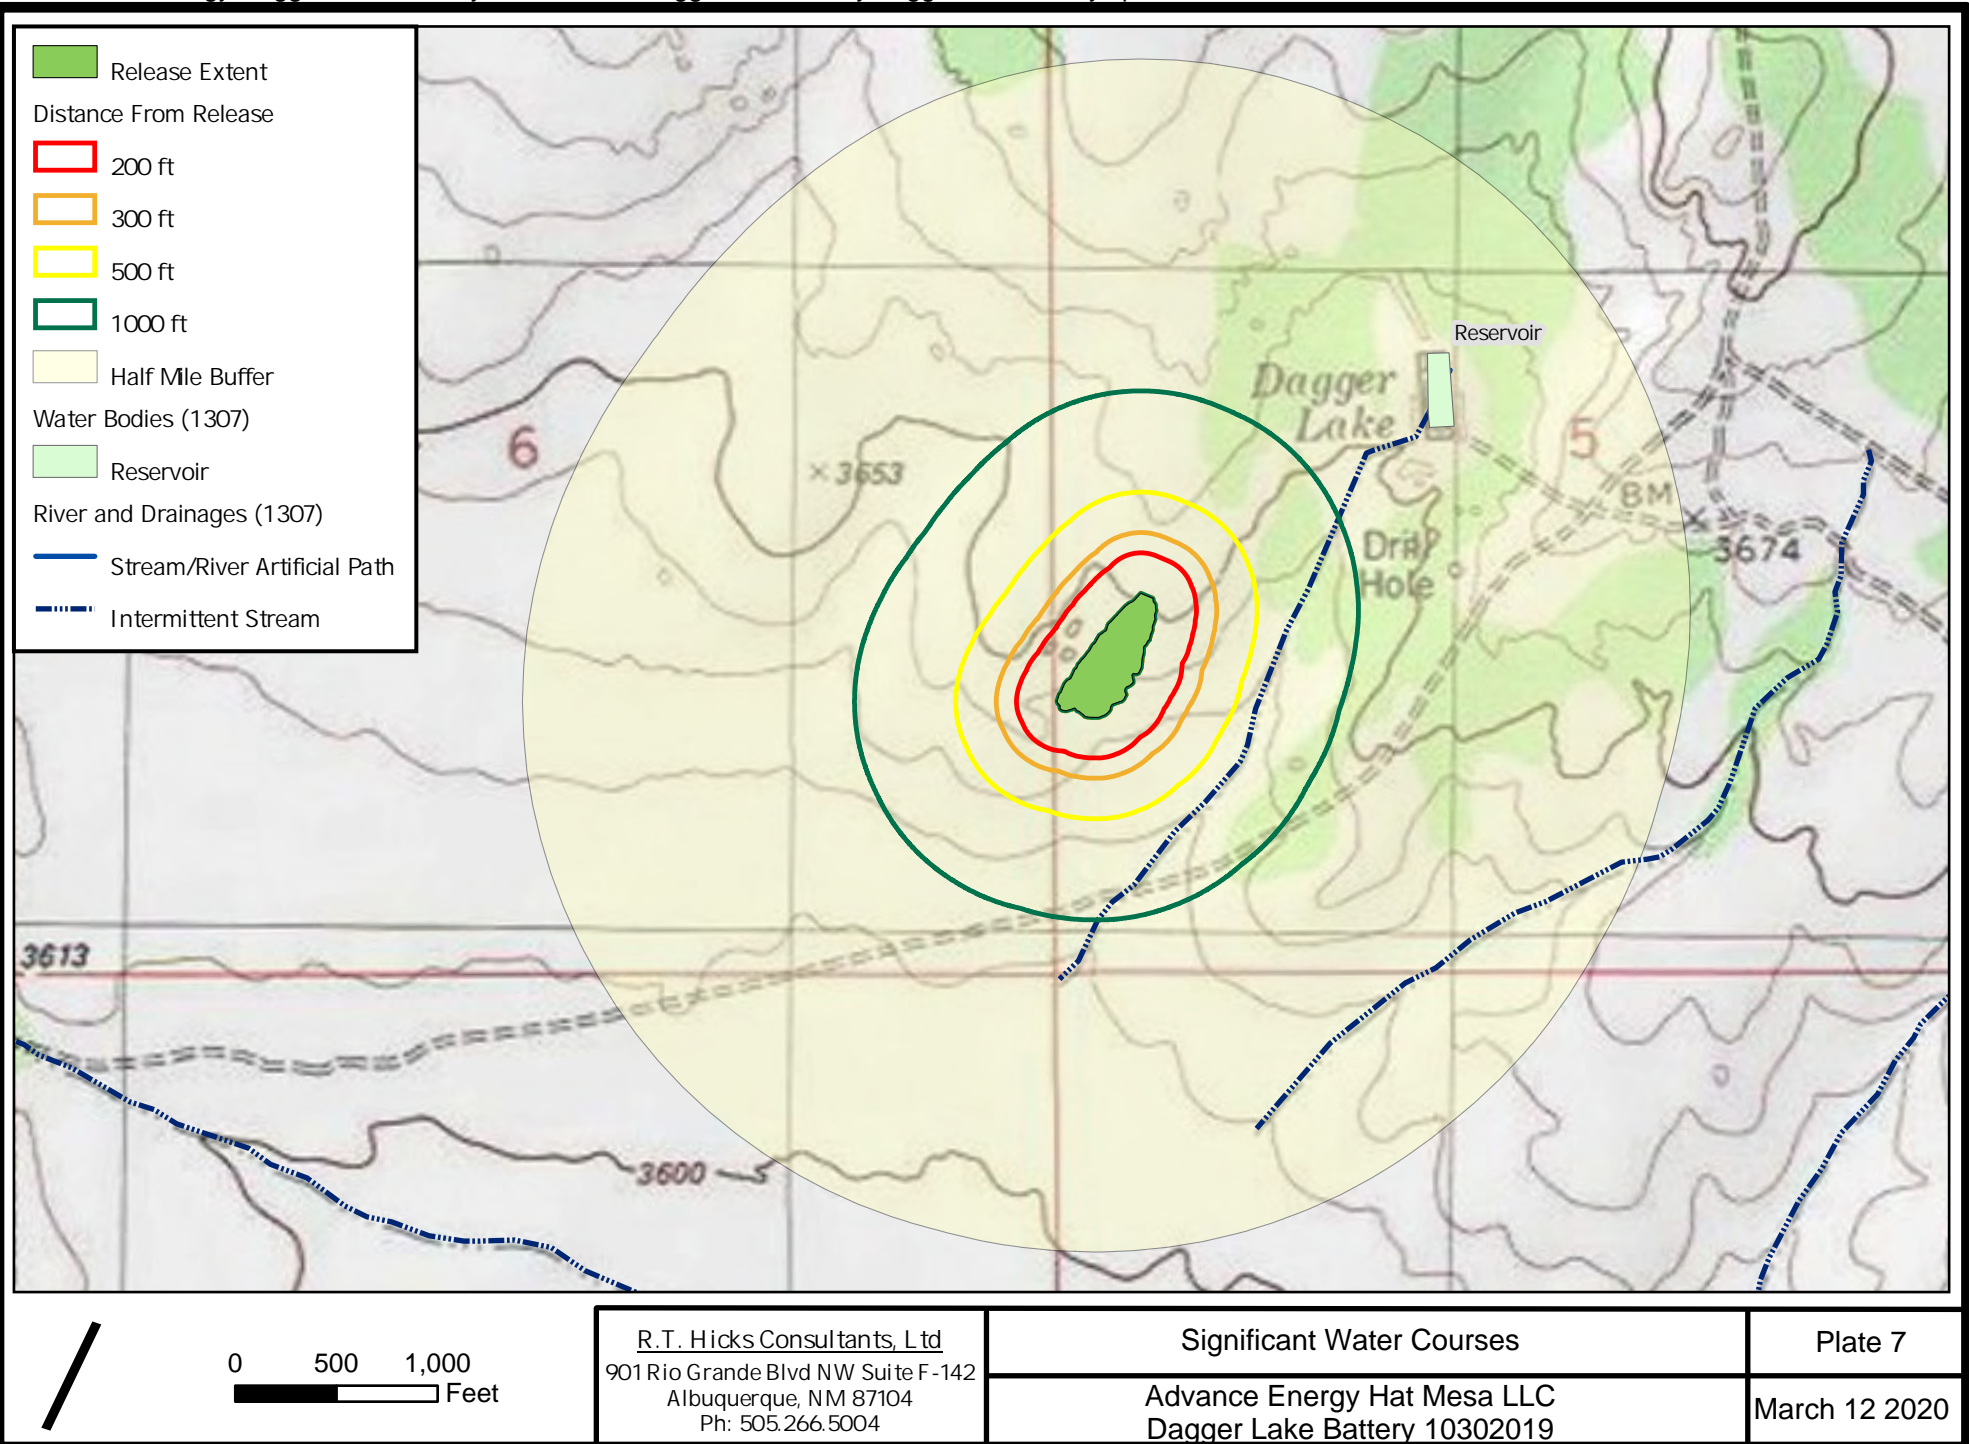 Release Extent
Distance From Release
200 ft
300 ft
500 ft
1000 ft
Half Mile Buffer
Water Bodies (1307)
Reservoir
River and Drainages (1307)
Stream/River Artificial Path
Intermittent Stream
Reservoir
Dagger
Lake
6
5
×3653
BM
3674
Drill
Hole
3613
3600
0 500 1,000
Feet
R.T. Hicks Consultants, Ltd
901 Rio Grande Blvd NW Suite F-142
Albuquerque, NM 87104
Ph: 505.266.5004
Significant Water Courses
Advance Energy Hat Mesa LLC
Dagger Lake Battery 10302019
Plate 7
March 12 2020